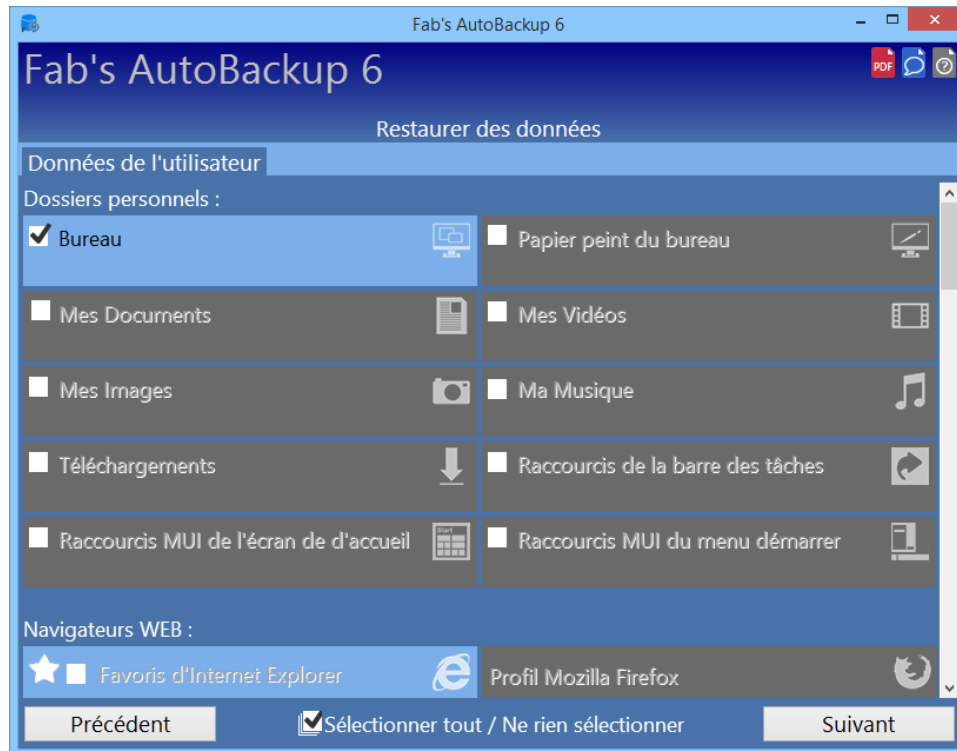 Fab's AutoBackup 6
Fab's AutoBackup 6
PDF
Restaurer des données
Données de l'utilisateur
Dossiers personnels :
Bureau
Papier peint du bureau
Mes Documents
Mes Vidéos
Mes Images
Ma Musique
Téléchargements
Raccourcis de la barre des tâches
Raccourcis MUI de l'écran de d'accueil
Start
Raccourcis MUI du menu démarrer
Navigateurs WEB :
Favoris d'Internet Explorer
Profil Mozilla Firefox
Précédent
Sélectionner tout / Ne rien sélectionner
Suivant